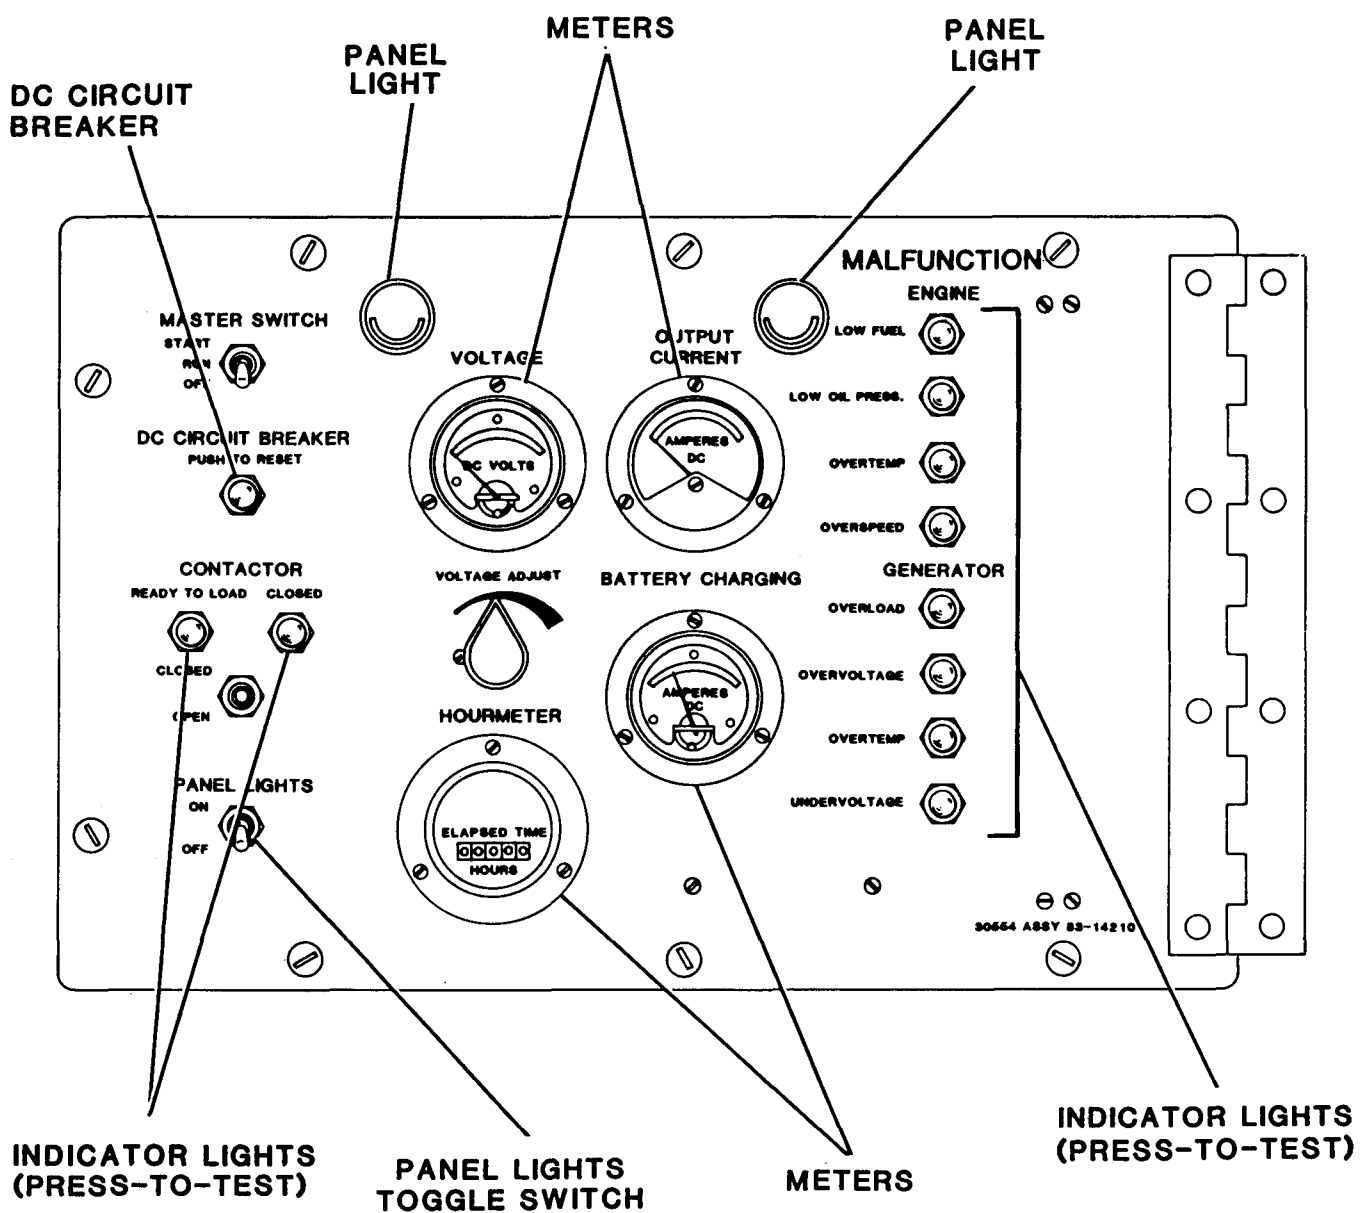 METERS
PANEL
LIGHT
PANEL
LIGHT
DC CIRCUIT
BREAKER
MASTER SWITCH
START
RUN
OFF
DC CIRCUIT BREAKER
PUSH TO RESET
CONTACTOR
READY TO LOAD CLOSED
CLOSED
OPEN
PANEL LIGHTS
ON
OFF
VOLTAGE
DC VOLTS
VOLTAGE ADJUST
HOURMETER
ELAPSED TIME
00000
HOURS
OUTPUT
CURRENT
AMPERES
DC
BATTERY CHARGING
AMPERES
DC
MALFUNCTION
ENGINE
LOW FUEL
LOW OIL PRESS.
OVERTEMP
OVERSPEED
GENERATOR
OVERLOAD
OVERVOLTAGE
OVERTEMP
UNDERVOLTAGE
30554 ASSY 83-14210
INDICATOR LIGHTS
(PRESS-TO-TEST)
PANEL LIGHTS
TOGGLE SWITCH
METERS
INDICATOR LIGHTS
(PRESS-TO-TEST)